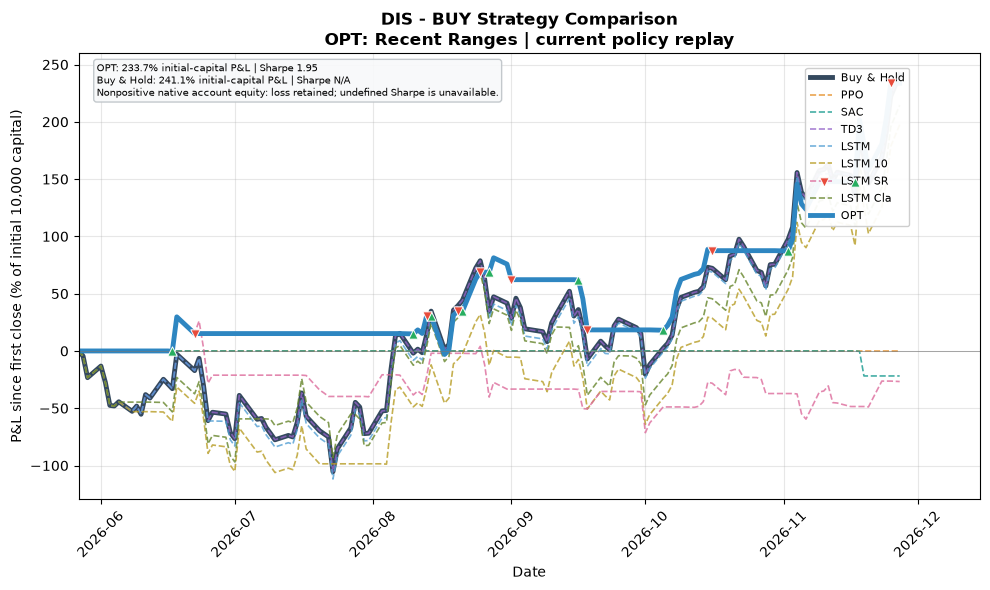 DIS - BUY Strategy Comparison
OPT: Recent Ranges | current policy replay
OPT: 233.7% initial-capital P&L | Sharpe 1.95
Buy & Hold: 241.1% initial-capital P&L | Sharpe N/A
Nonpositive native account equity: loss retained; undefined Sharpe is unavailable.
Buy & Hold
PPO
SAC
TD3
LSTM
LSTM 10
LSTM SR
LSTM Cla
OPT
P&L since first close (% of initial 10,000 capital)
250
200
150
100
50
0
−50
−100
2026-06
2026-07
2026-08
2026-09
2026-10
2026-11
2026-12
Date